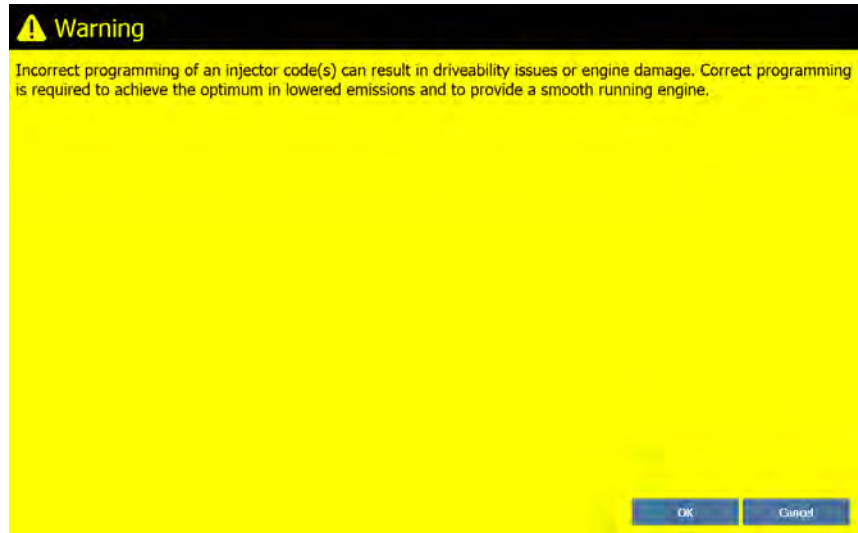 Warning
Incorrect programming of an injector code(s) can result in driveability issues or engine damage. Correct programming
is required to achieve the optimum in lowered emissions and to provide a smooth running engine.
OK Cancel